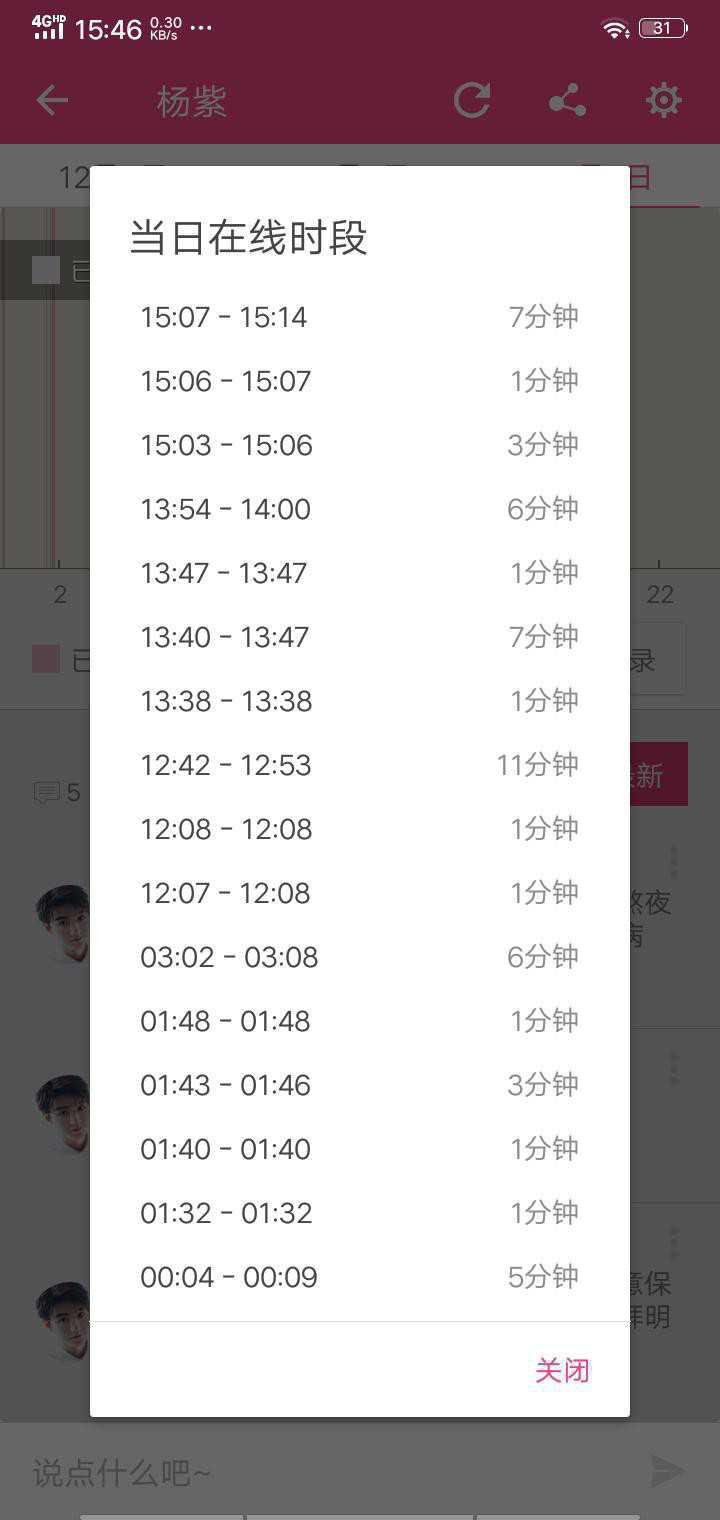 4GHD 15:46 0.30 KB/s ··· 31
杨紫
12 日
当日在线时段
15:07 – 15:14 7分钟
15:06 – 15:07 1分钟
15:03 – 15:06 3分钟
13:54 – 14:00 6分钟
13:47 – 13:47 1分钟
13:40 – 13:47 7分钟
13:38 – 13:38 1分钟
12:42 – 12:53 11分钟
12:08 – 12:08 1分钟
12:07 – 12:08 1分钟
03:02 – 03:08 6分钟
01:48 – 01:48 1分钟
01:43 – 01:46 3分钟
01:40 – 01:40 1分钟
01:32 – 01:32 1分钟
00:04 – 00:09 5分钟
关闭
已
2 22
已 录
5 最新
熬夜
病
意保
拜明
说点什么吧~